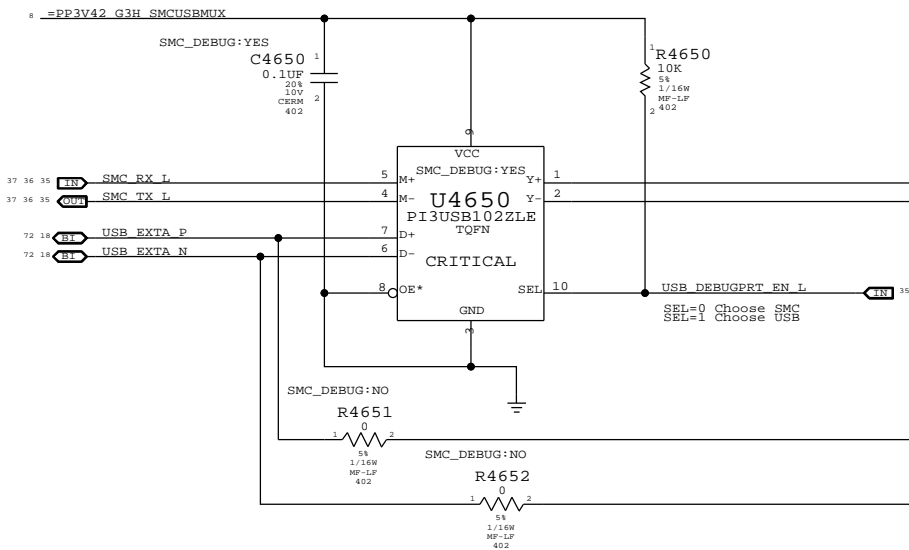 8 =PP3V42_G3H_SMCUSBMUX
SMC_DEBUG:YES
C4650 1
0.1UF
20%
10V
CERM 2
402
1 R4650
10K
5%
1/16W
MF-LF
2 402
9
VCC
SMC_DEBUG:YES
37 36 35 IN SMC_RX_L 5 M+ Y+ 1
37 36 35 OUT SMC_TX_L 4 M- Y- 2
U4650
PI3USB102ZLE
TQFN
72 18 BI USB_EXTA_P 7 D+
72 18 BI USB_EXTA_N 6 D-
CRITICAL
8 OE* SEL 10 USB_DEBUGPRT_EN_L IN 35
SEL=0 Choose SMC
SEL=1 Choose USB
GND
3
SMC_DEBUG:NO
R4651
0
1 2
5%
1/16W
MF-LF
402
SMC_DEBUG:NO
R4652
0
1 2
5%
1/16W
MF-LF
402